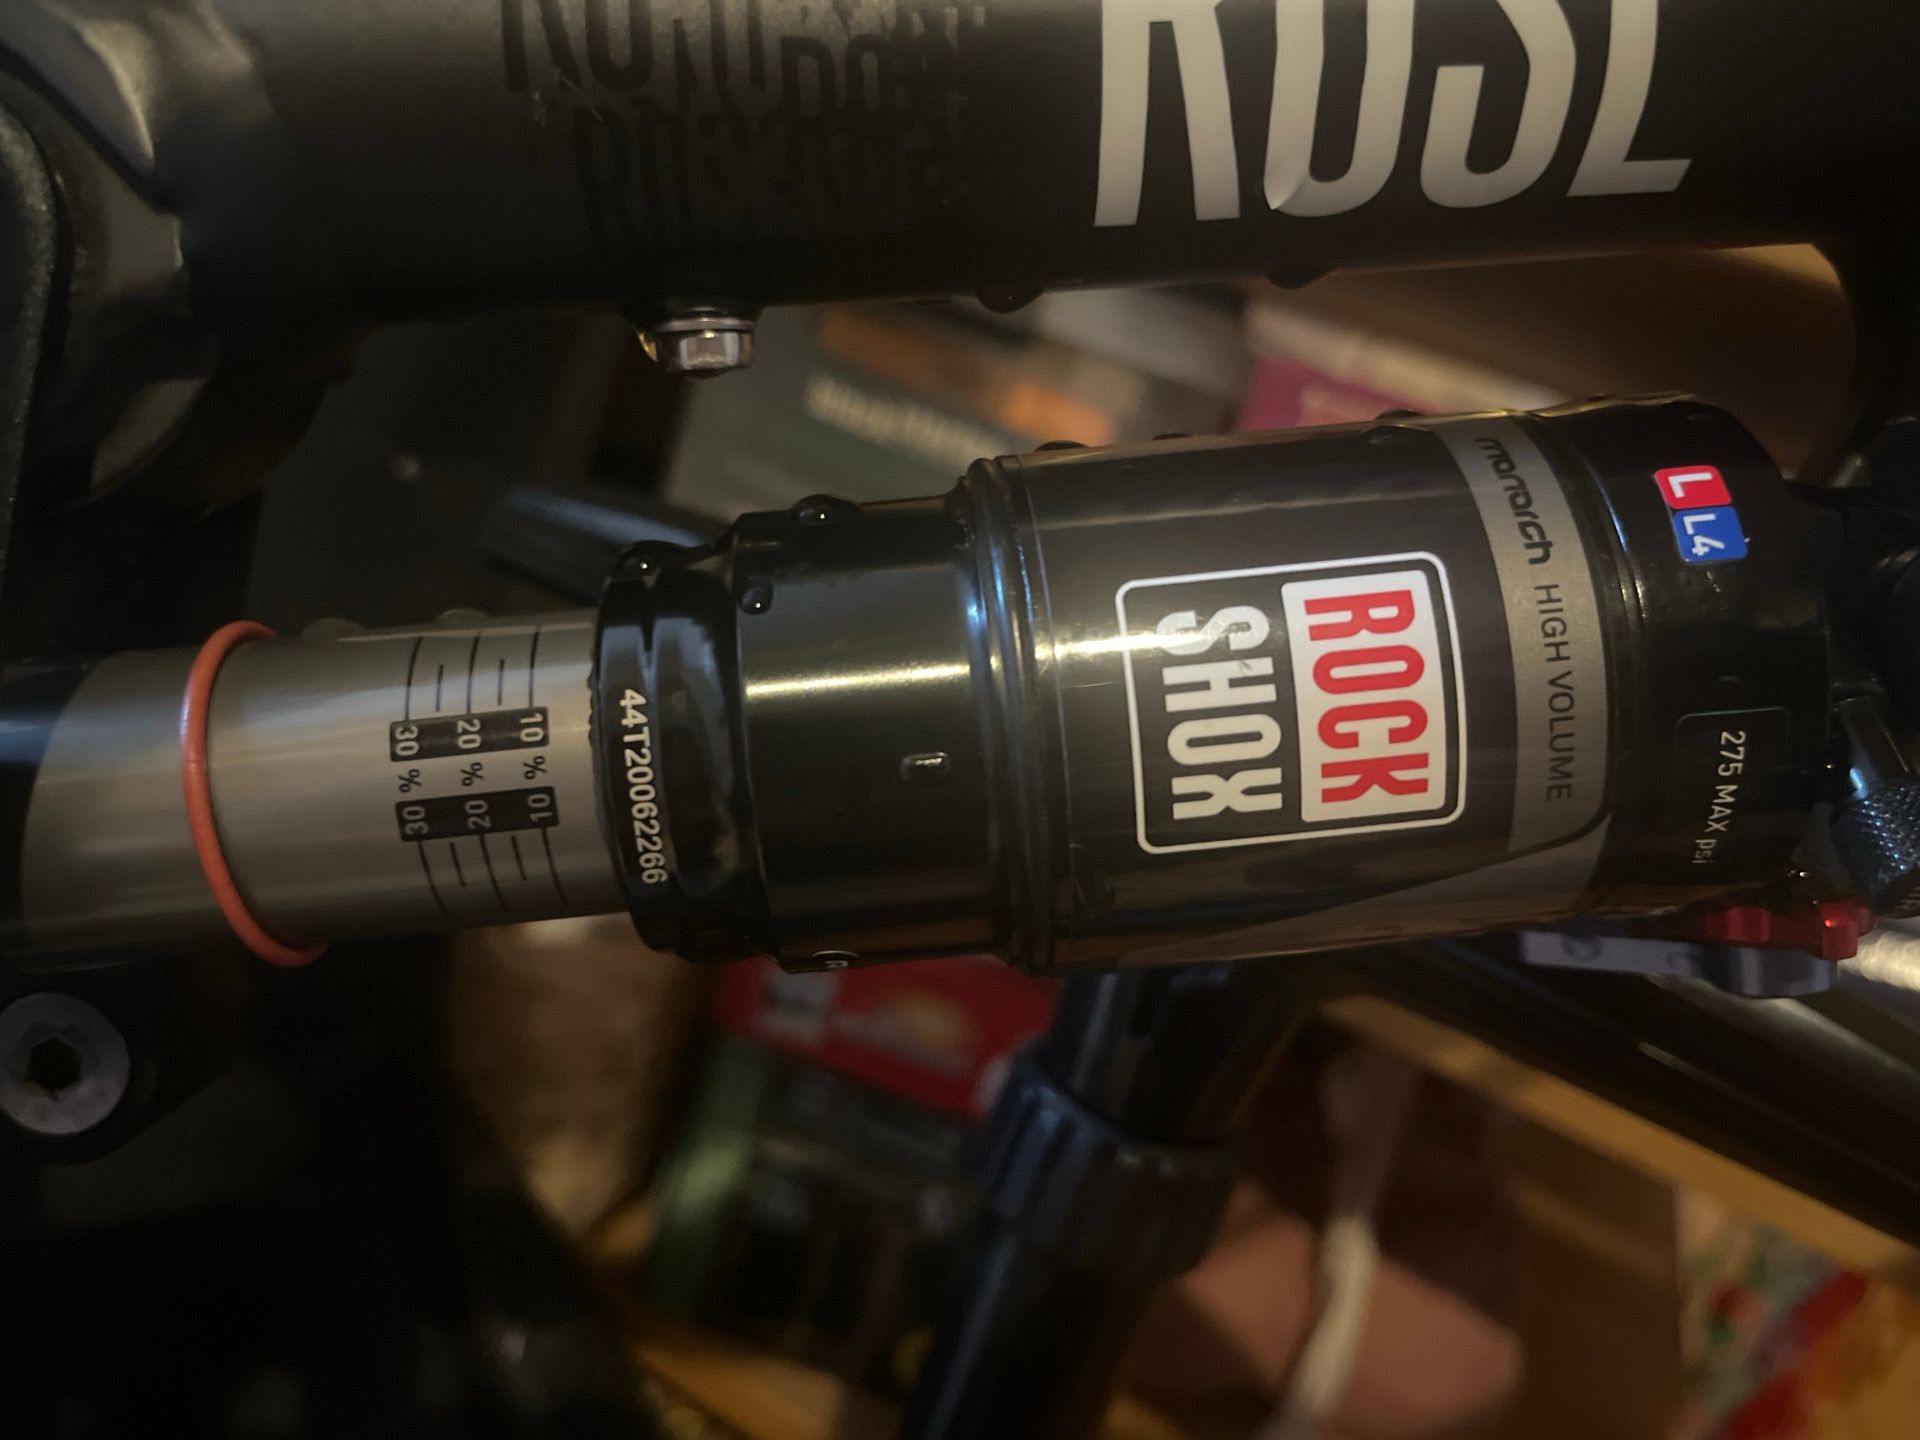 ROSE
monarch HIGH VOLUME
L
L4
ROCK
SHOX
275 MAX psi
44T20062266
10 % 10
20 % 20
30 % 30